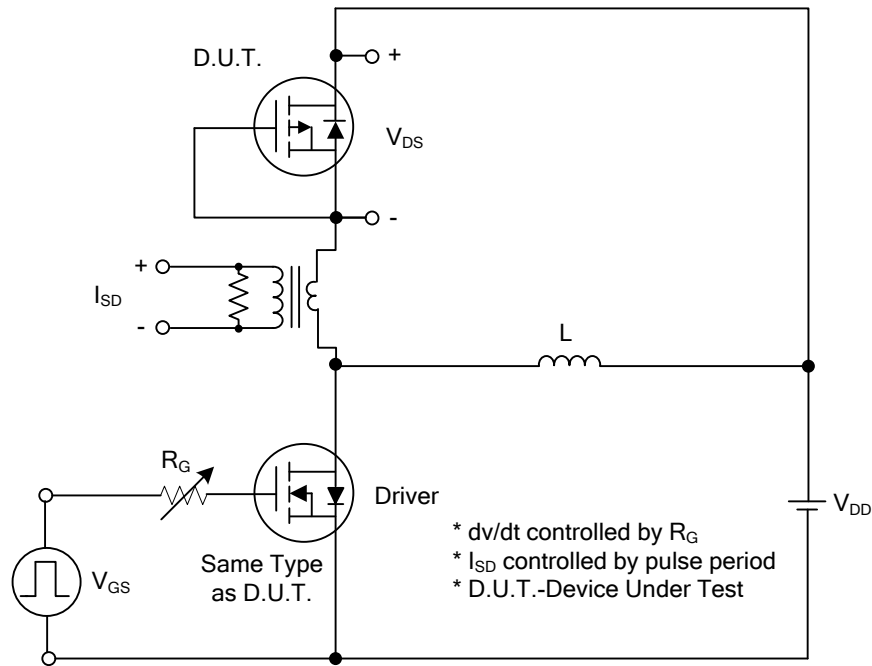 D.U.T.
+
V_DS
-
+
I_SD
-
L
R_G
Driver
V_DD
Same Type
as D.U.T.
V_GS
* dv/dt controlled by R_G
* I_SD controlled by pulse period
* D.U.T.-Device Under Test